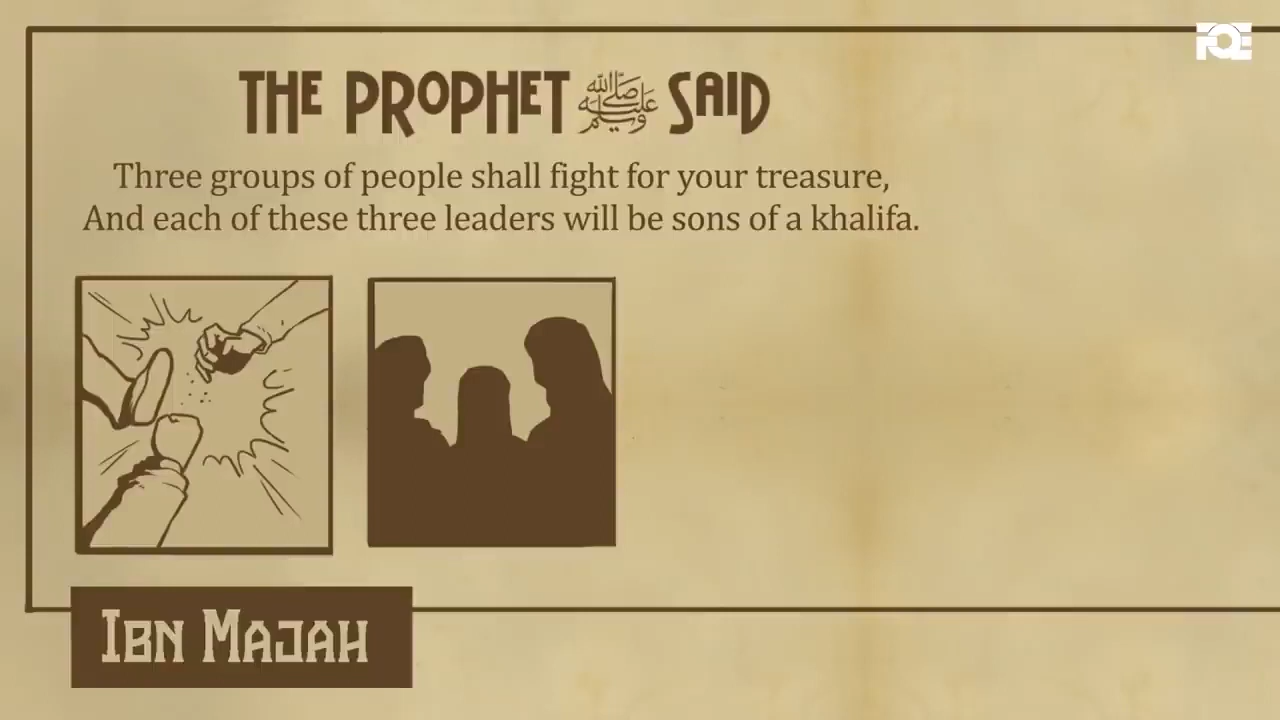 FQE
THE PROPHET ﷺ SAID
Three groups of people shall fight for your treasure,
And each of these three leaders will be sons of a khalifa.
IBN MAJAH